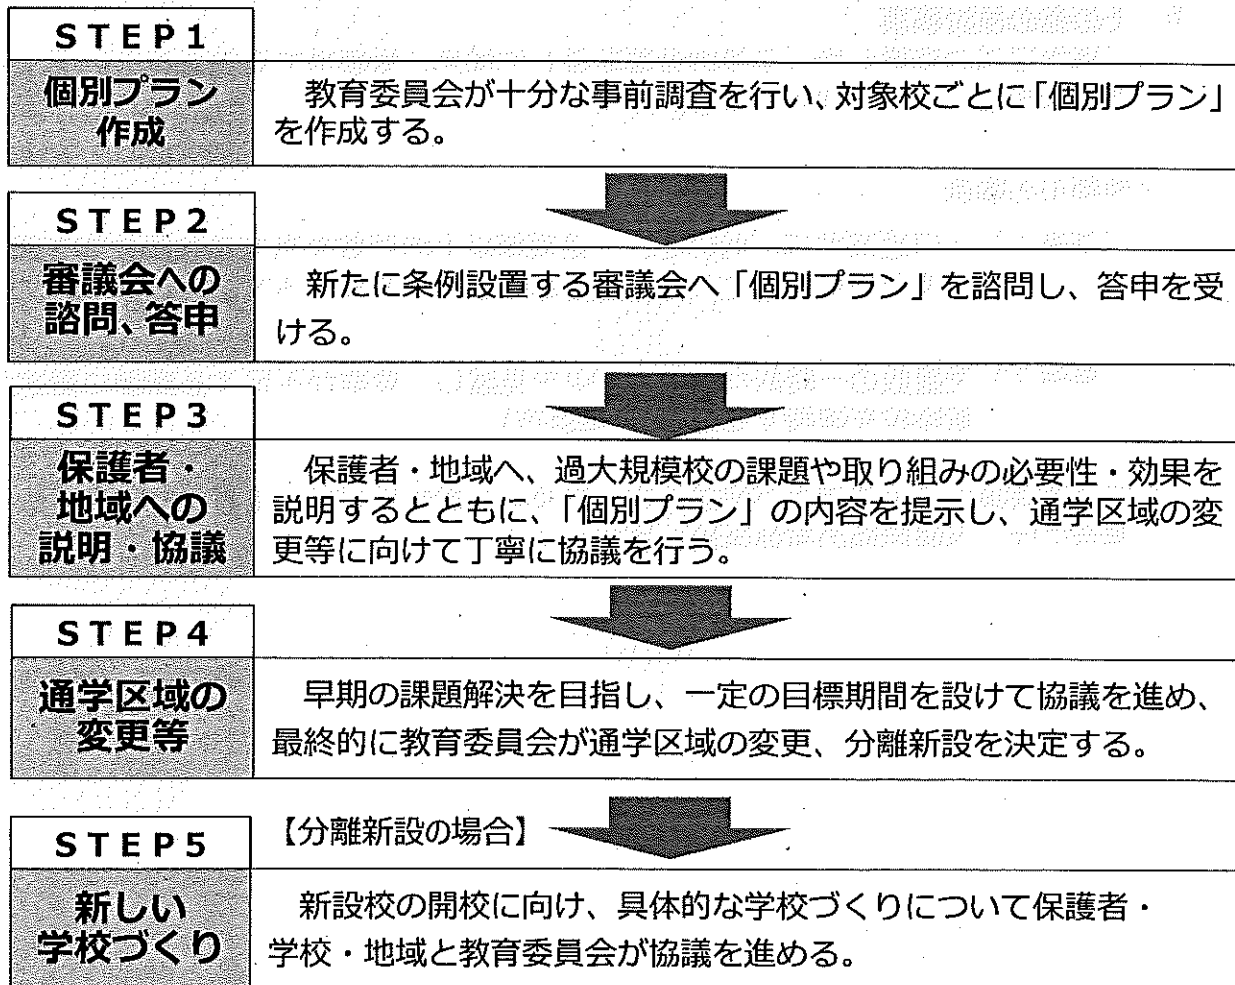 STEP1
個別プラン
作成
教育委員会が十分な事前調査を行い、対象校ごとに「個別プラン」
を作成する。
STEP2
審議会への
諮問、答申
新たに条例設置する審議会へ「個別プラン」を諮問し、答申を受
ける。
STEP3
保護者・
地域への
説明・協議
保護者・地域へ、過大規模校の課題や取り組みの必要性・効果を
説明するとともに、「個別プラン」の内容を提示し、通学区域の変
更等に向けて丁寧に協議を行う。
STEP4
通学区域の
変更等
早期の課題解決を目指し、一定の目標期間を設けて協議を進め、
最終的に教育委員会が通学区域の変更、分離新設を決定する。
STEP5
【分離新設の場合】
新しい
学校づくり
新設校の開校に向け、具体的な学校づくりについて保護者・
学校・地域と教育委員会が協議を進める。